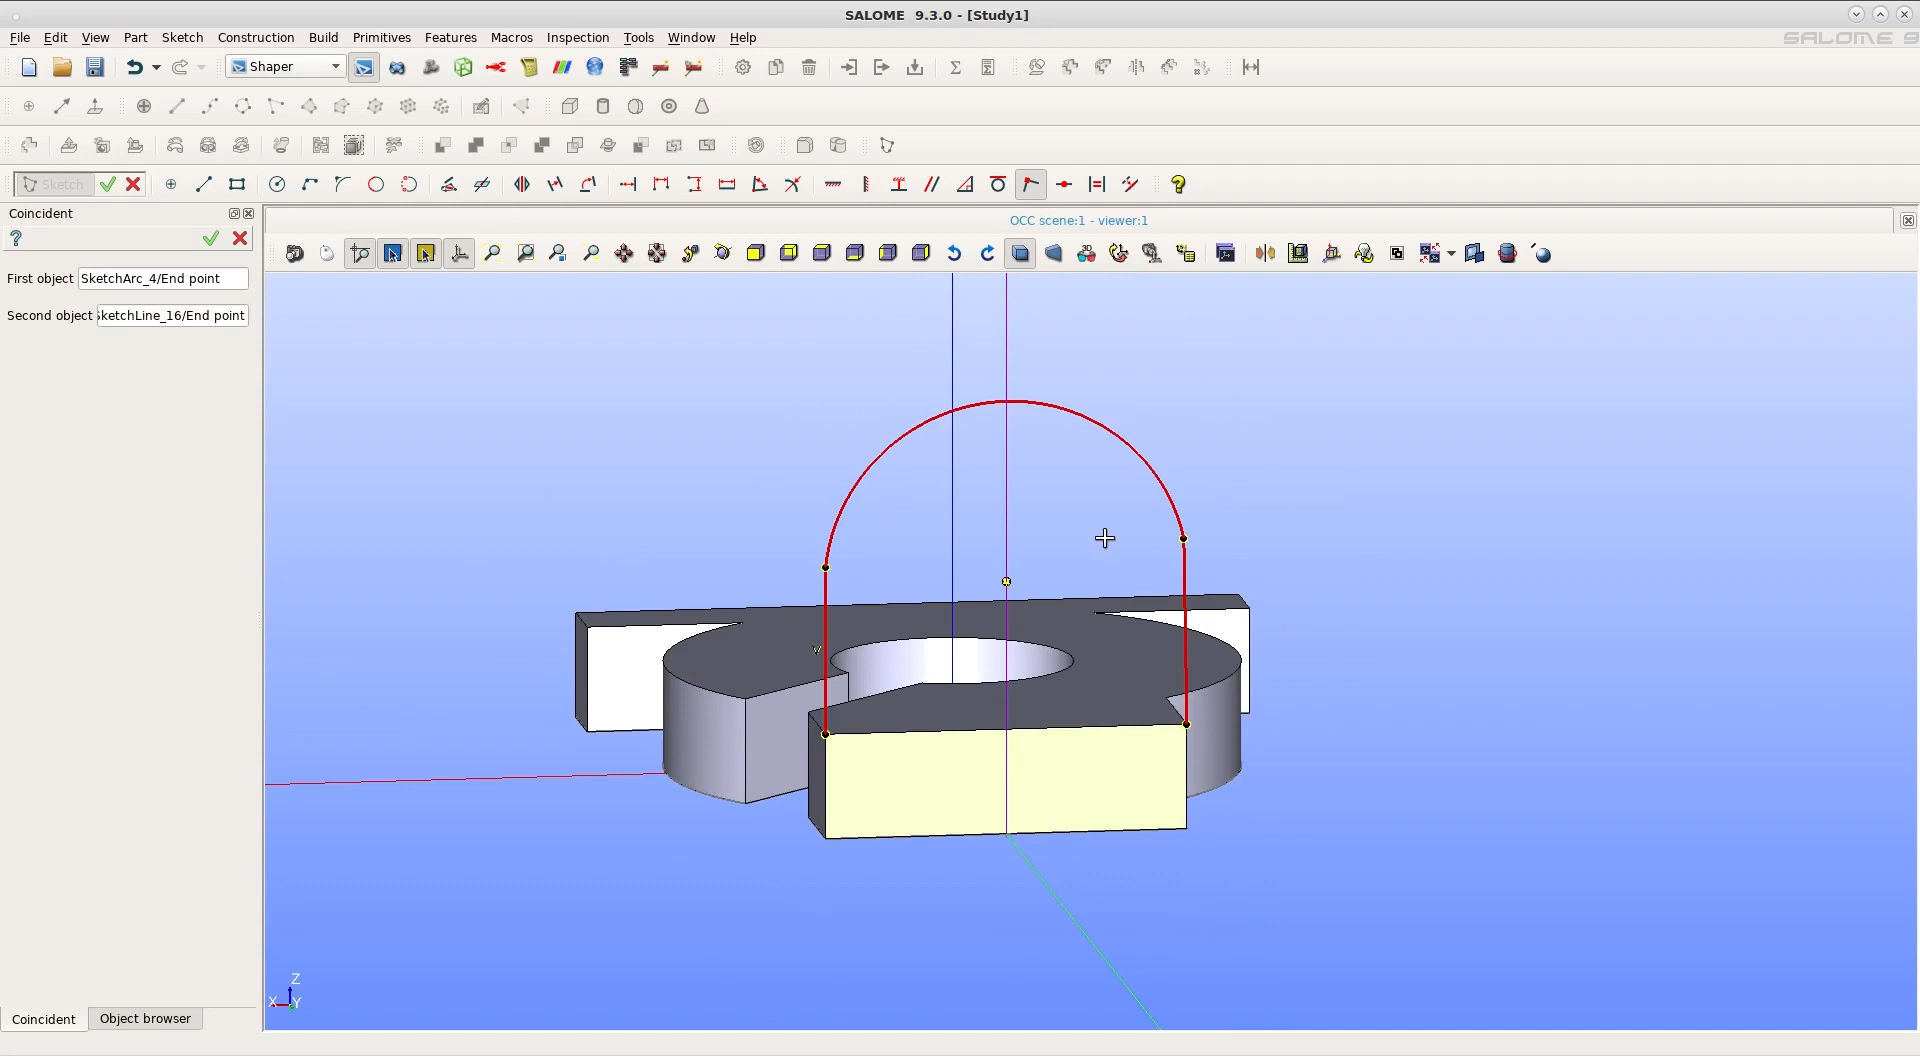 SALOME 9.3.0 - [Study1]
File Edit View Part Sketch Construction Build Primitives Features Macros Inspection Tools Window Help
SALOME 9
Shaper
Sketch
Coincident
OCC scene:1 - viewer:1
First object SketchArc_4/End point
Second object ketchLine_16/End point
V
Z
X Y
Coincident Object browser